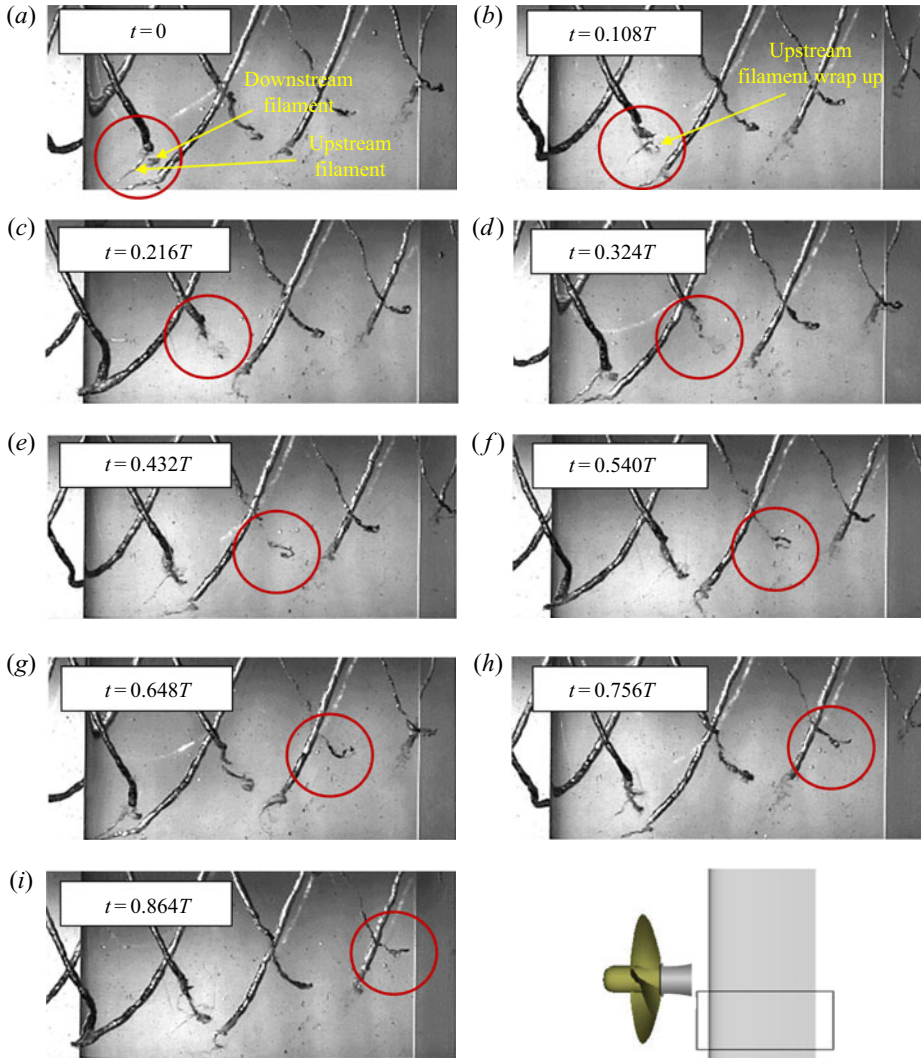 (a)
t = 0
Downstream
filament
Upstream
filament
(b)
t = 0.108T
Upstream
filament wrap up
(c)
t = 0.216T
(d)
t = 0.324T
(e)
t = 0.432T
(f)
t = 0.540T
(g)
t = 0.648T
(h)
t = 0.756T
(i)
t = 0.864T